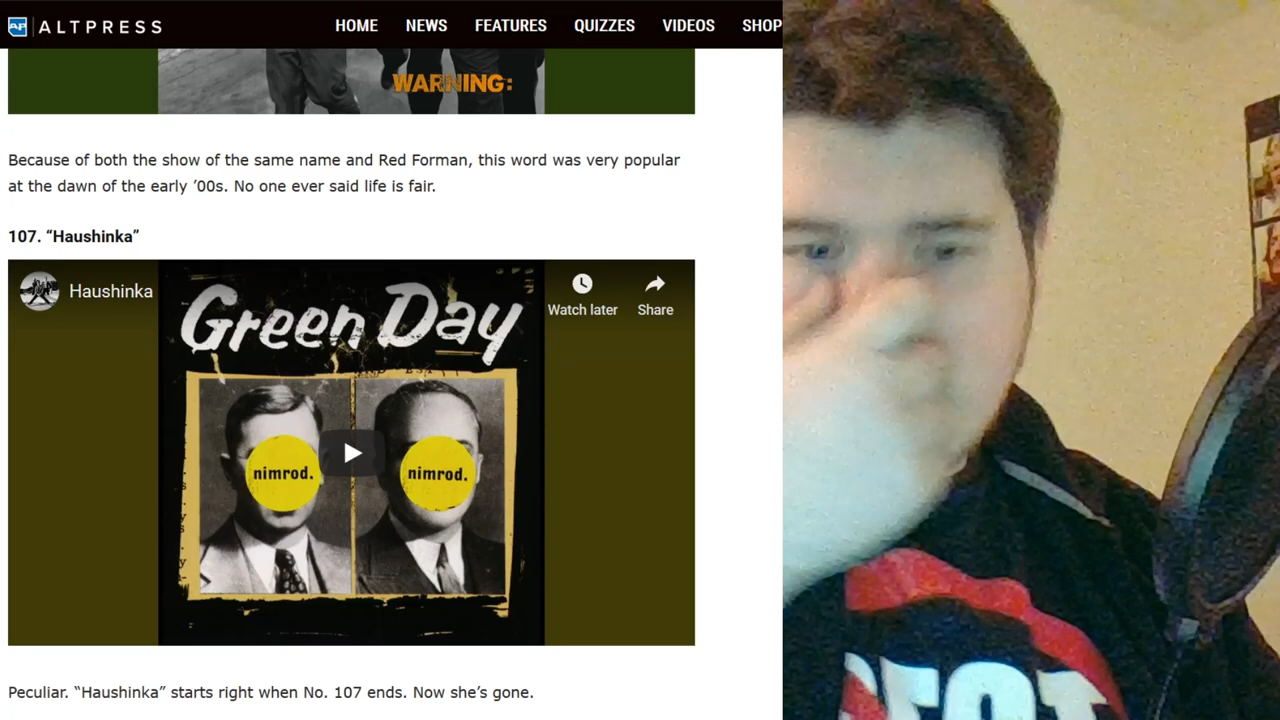 AP ALTPRESS HOME NEWS FEATURES QUIZZES VIDEOS SHOP
WARNING:
Because of both the show of the same name and Red Forman, this word was very popular
at the dawn of the early ’00s. No one ever said life is fair.
107. “Haushinka”
Haushinka
Watch later
Share
Green Day
nimrod.
nimrod.
Peculiar. “Haushinka” starts right when No. 107 ends. Now she’s gone.